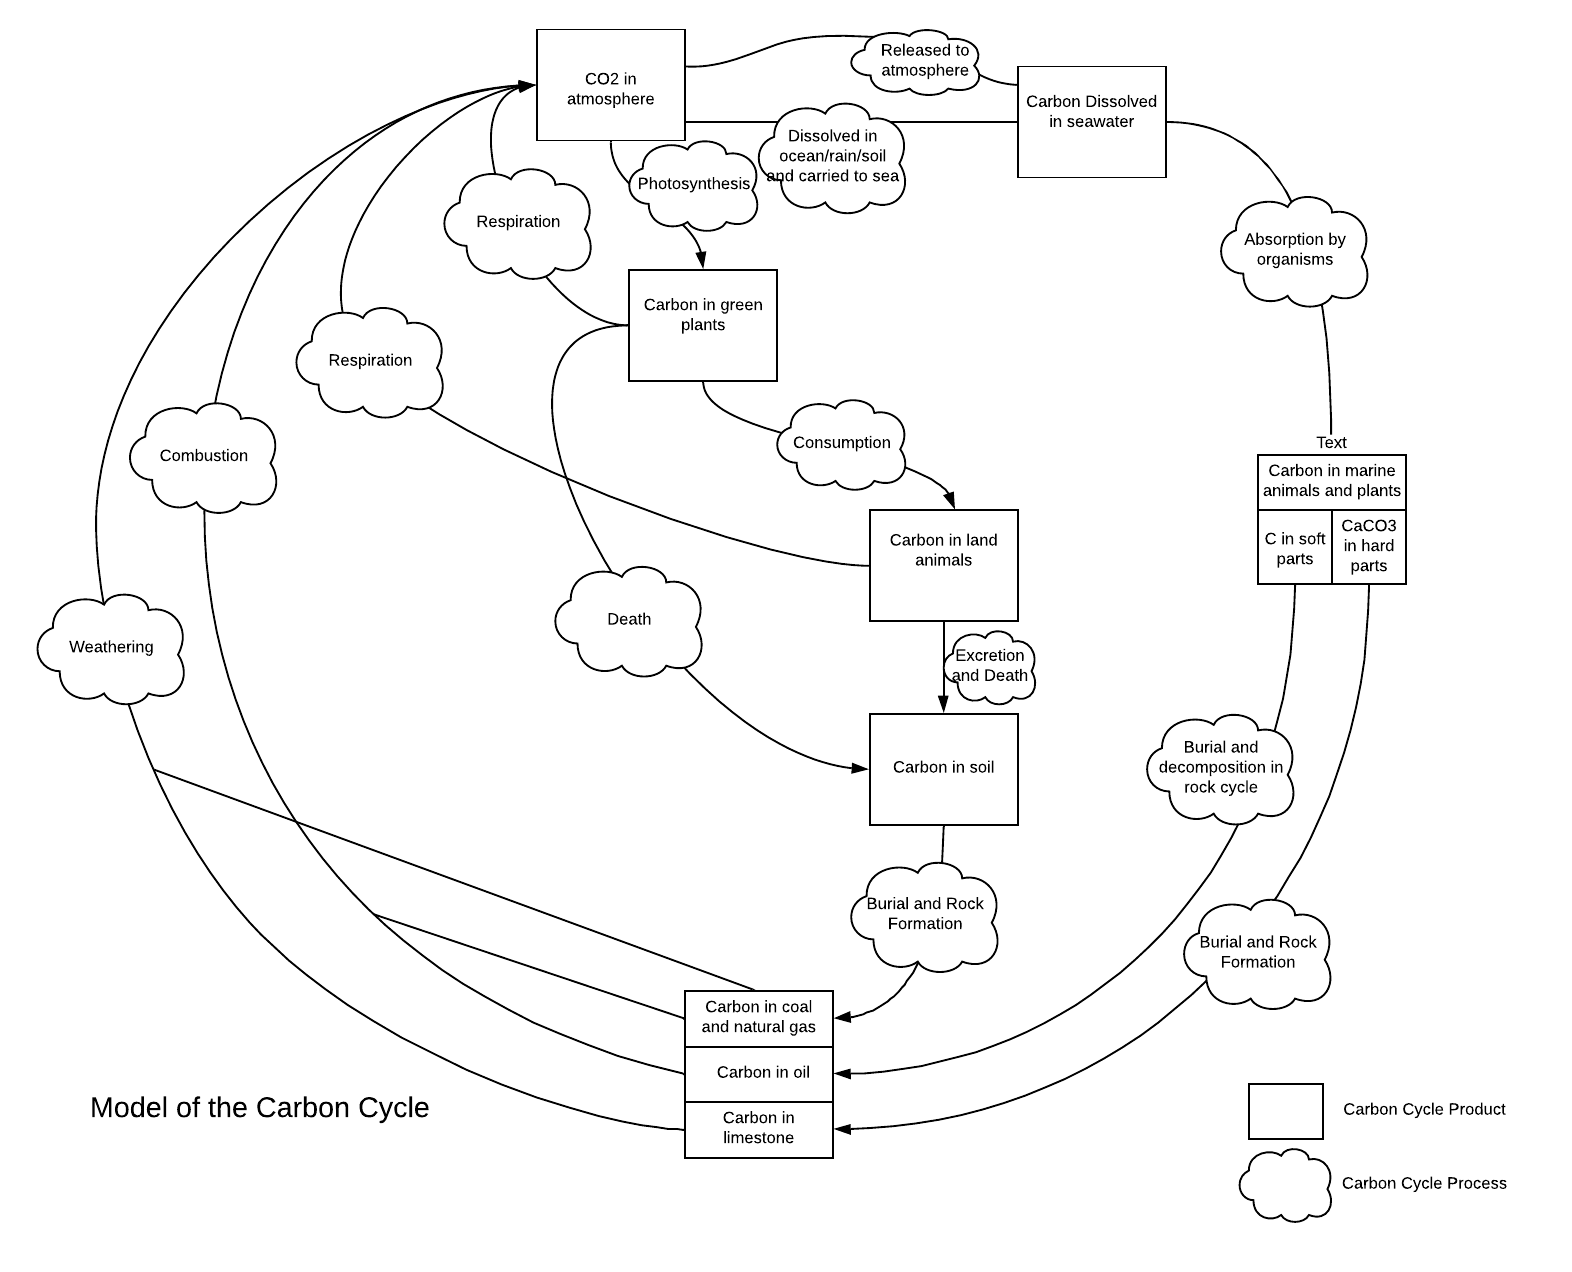 CO2 in
atmosphere
Released to
atmosphere
Carbon Dissolved
in seawater
Dissolved in
ocean/rain/soil
and carried to sea
Photosynthesis
Respiration
Absorption by
organisms
Carbon in green
plants
Respiration
Combustion
Consumption
Text
Carbon in marine
animals and plants
C in soft
parts
CaCO3
in hard
parts
Carbon in land
animals
Death
Weathering
Excretion
and Death
Carbon in soil
Burial and
decomposition in
rock cycle
Burial and Rock
Formation
Burial and Rock
Formation
Carbon in coal
and natural gas
Carbon in oil
Carbon in
limestone
Model of the Carbon Cycle
Carbon Cycle Product
Carbon Cycle Process